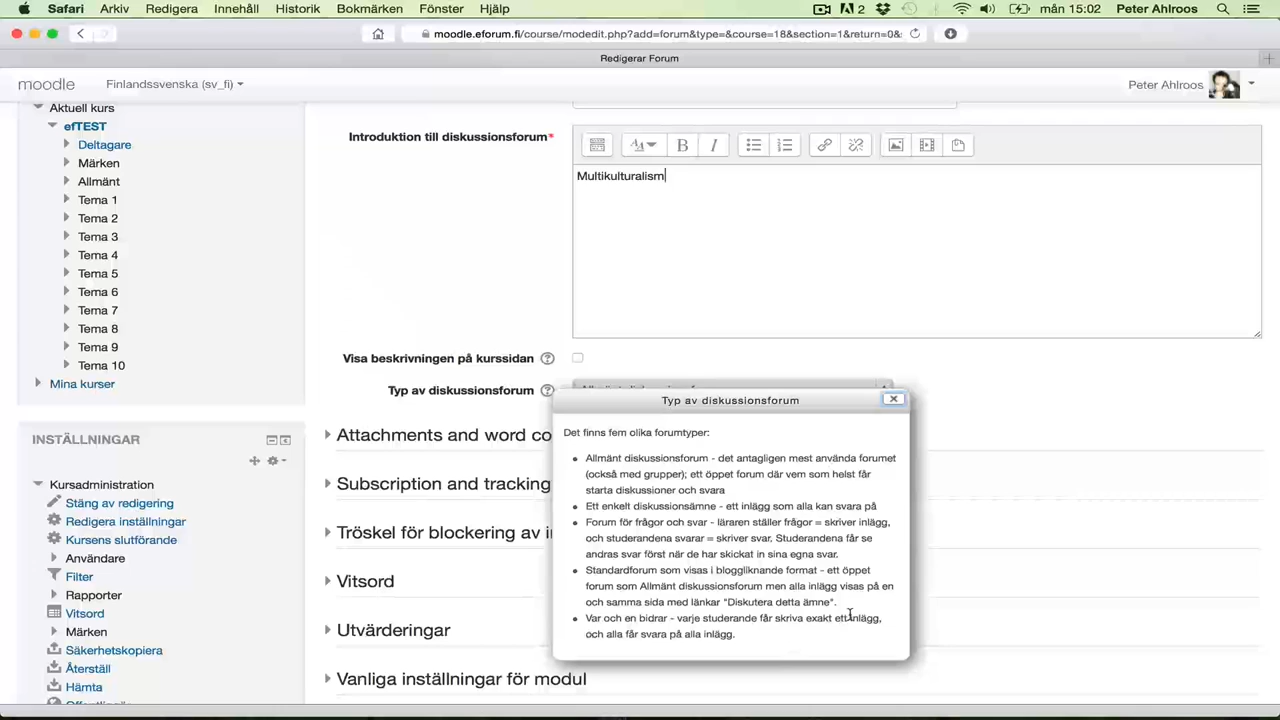 Safari Arkiv Redigera Innehåll Historik Bokmärken Fönster Hjälp 2 mån 15:02 Peter Ahlroos
moodle.eforum.fi/course/modedit.php?add=forum&type=&course=18&section=1&return=0&
Redigerar Forum
moodle Finlandssvenska (sv_fi) Peter Ahlroos
Aktuell kurs
efTEST
Deltagare
Märken
Allmänt
Tema 1
Tema 2
Tema 3
Tema 4
Tema 5
Tema 6
Tema 7
Tema 8
Tema 9
Tema 10
Mina kurser
INSTÄLLNINGAR
Kursadministration
Stäng av redigering
Redigera inställningar
Kursens slutförande
Användare
Filter
Rapporter
Vitsord
Märken
Säkerhetskopiera
Återställ
Hämta
Introduktion till diskussionsforum*
Multikulturalism
Visa beskrivningen på kurssidan
Typ av diskussionsforum
Attachments and word co
Subscription and tracking
Tröskel för blockering av i
Vitsord
Utvärderingar
Vanliga inställningar för modul
Typ av diskussionsforum
Det finns fem olika forumtyper:
Allmänt diskussionsforum - det antagligen mest använda forumet
(också med grupper); ett öppet forum där vem som helst får
starta diskussioner och svara
Ett enkelt diskussionsämne - ett inlägg som alla kan svara på
Forum för frågor och svar - läraren ställer frågor = skriver inlägg,
och studerandena svarar = skriver svar. Studerandena får se
andras svar först när de har skickat in sina egna svar.
Standardforum som visas i bloggliknande format - ett öppet
forum som Allmänt diskussionsforum men alla inlägg visas på en
och samma sida med länkar "Diskutera detta ämne".
Var och en bidrar - varje studerande får skriva exakt ett inlägg,
och alla får svara på alla inlägg.